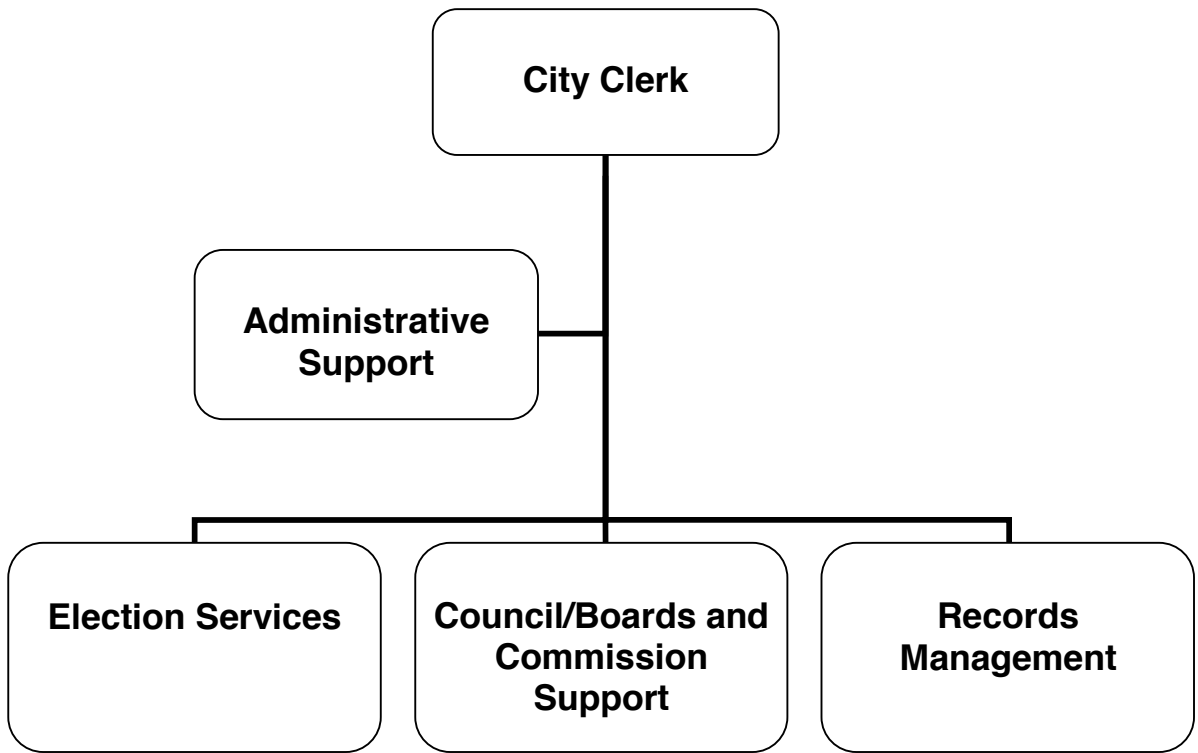 City Clerk
Administrative
Support
Election Services
Council/Boards and
Commission
Support
Records
Management